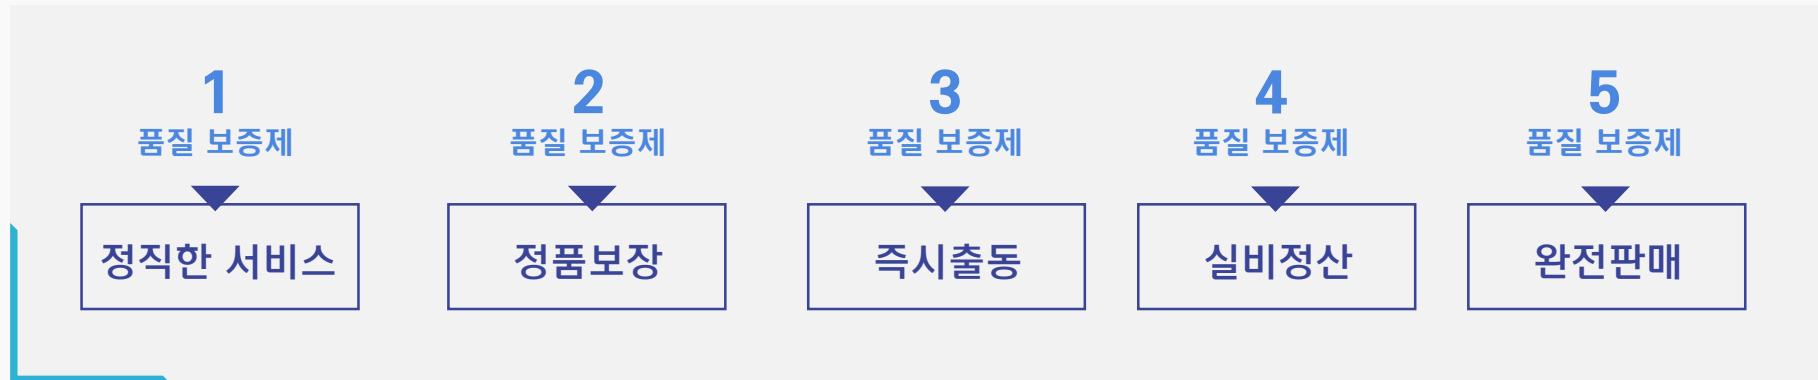 1
품질 보증제
정직한 서비스
2
품질 보증제
정품보장
3
품질 보증제
즉시출동
4
품질 보증제
실비정산
5
품질 보증제
완전판매